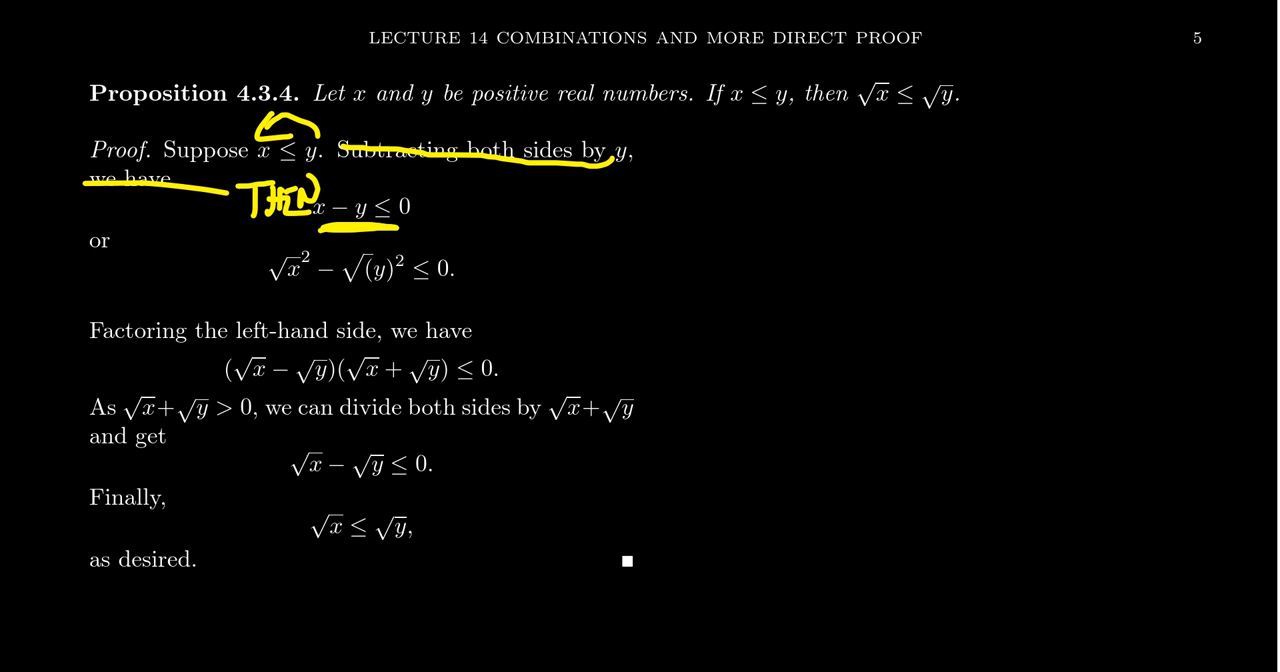 LECTURE 14 COMBINATIONS AND MORE DIRECT PROOF 5
Proposition 4.3.4. Let x and y be positive real numbers. If x ≤ y, then √x ≤ √y.
Proof. Suppose x ≤ y. Subtracting both sides by y,
we have
THEN x − y ≤ 0
or
√x² − √(y)² ≤ 0.
Factoring the left-hand side, we have
(√x − √y)(√x + √y) ≤ 0.
As √x+√y > 0, we can divide both sides by √x+√y
and get
√x − √y ≤ 0.
Finally,
√x ≤ √y,
as desired. ■